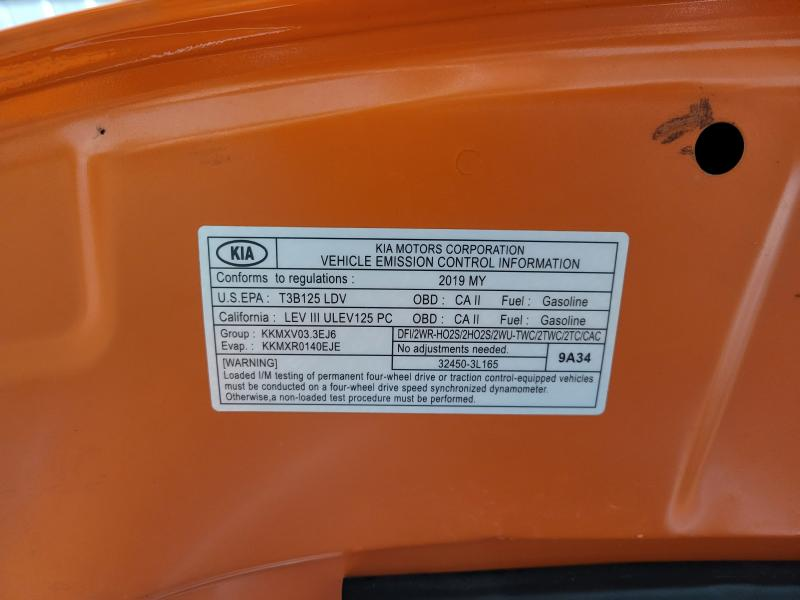 KIA
KIA MOTORS CORPORATION
VEHICLE EMISSION CONTROL INFORMATION
Conforms to regulations : 2019 MY
U.S.EPA : T3B125 LDV OBD : CA II Fuel : Gasoline
California : LEV III ULEV125 PC OBD : CA II Fuel : Gasoline
Group : KKMXV03.3EJ6
Evap. : KKMXR0140EJE
DFI/2WR-HO2S/2HO2S/2WU-TWC/2TWC/2TC/CAC
No adjustments needed.
32450-3L165
9A34
[WARNING]
Loaded I/M testing of permanent four-wheel drive or traction control-equipped vehicles
must be conducted on a four-wheel drive speed synchronized dynamometer.
Otherwise,a non-loaded test procedure must be performed.